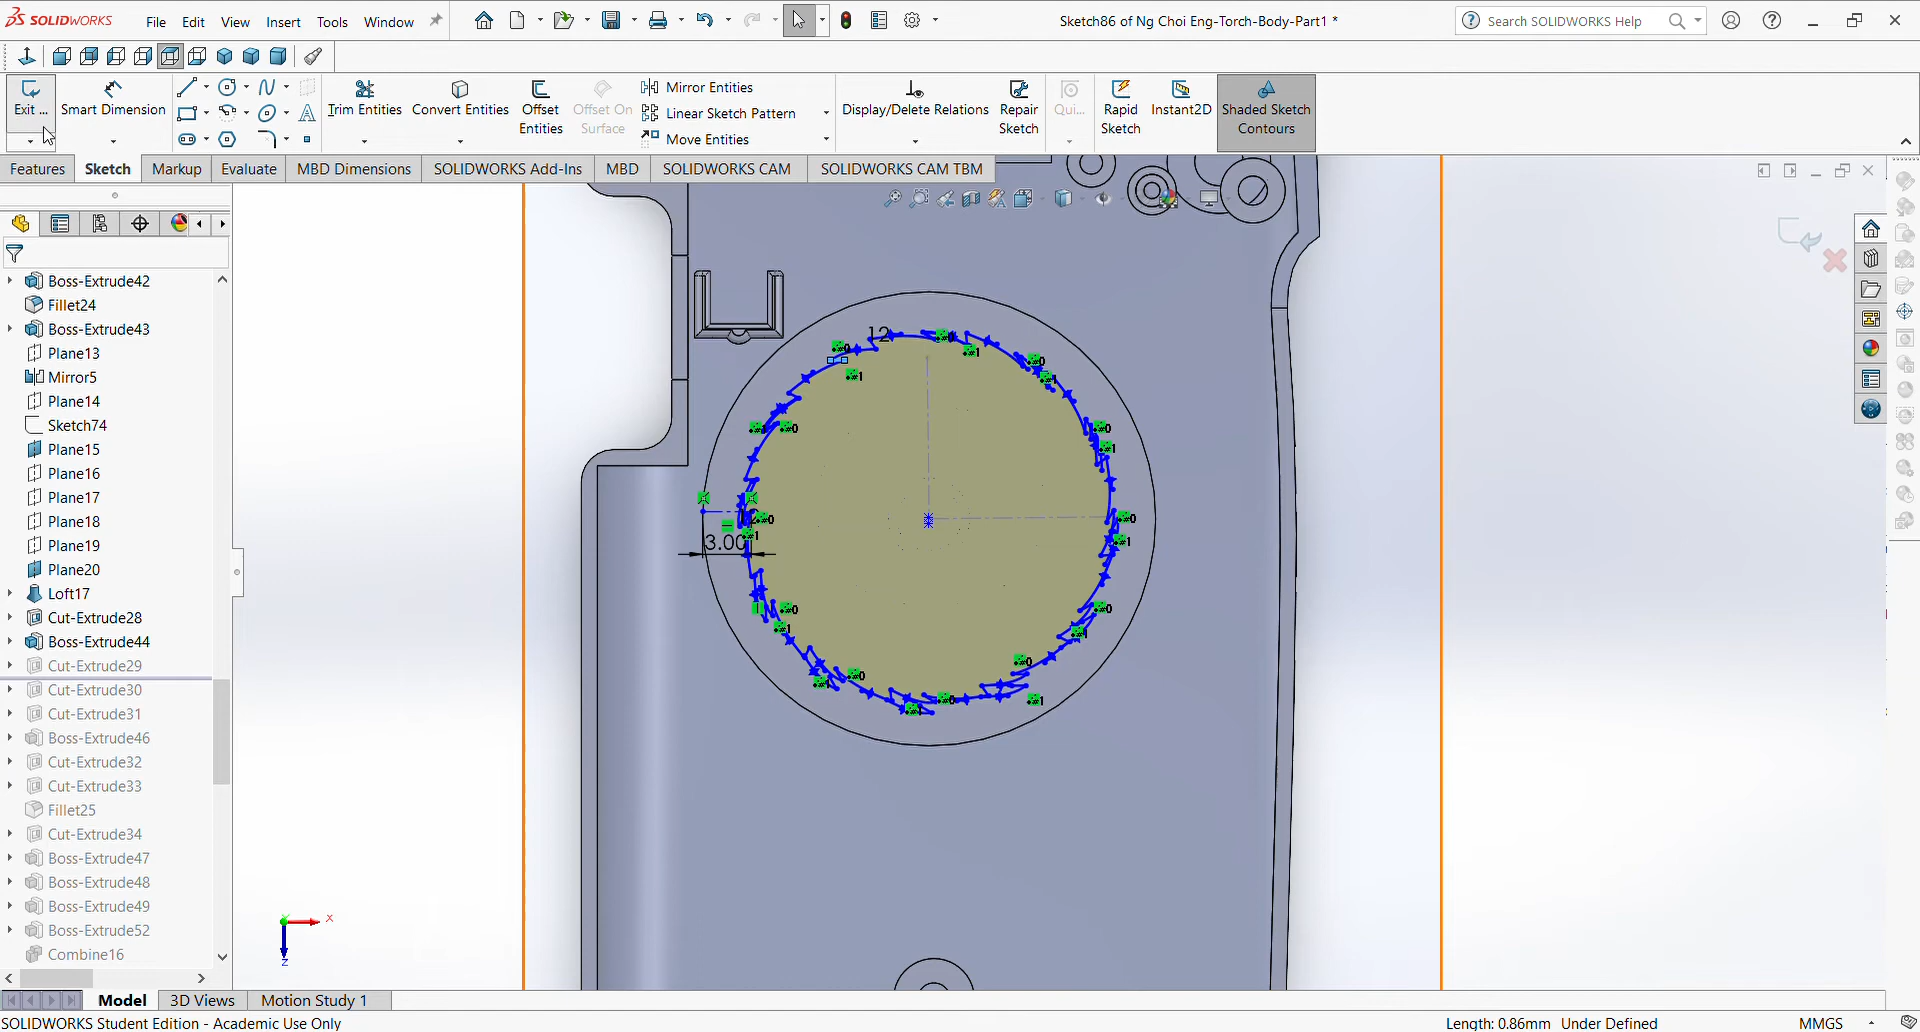 SOLIDWORKS File Edit View Insert Tools Window Sketch86 of Ng Choi Eng-Torch-Body-Part1 * Search SOLIDWORKS Help
Exit ... Smart Dimension Trim Entities Convert Entities Offset Entities Offset On Surface Mirror Entities Display/Delete Relations Repair Sketch Qui... Rapid Sketch Instant2D Shaded Sketch Contours
Linear Sketch Pattern
Move Entities
Features Sketch Markup Evaluate MBD Dimensions SOLIDWORKS Add-Ins MBD SOLIDWORKS CAM SOLIDWORKS CAM TBM
Boss-Extrude42
Fillet24
Boss-Extrude43
Plane13
Mirror5
Plane14
Sketch74
Plane15
Plane16
Plane17
Plane18
Plane19
Plane20
Loft17
Cut-Extrude28
Boss-Extrude44
Cut-Extrude29
Cut-Extrude30
Cut-Extrude31
Boss-Extrude46
Cut-Extrude32
Cut-Extrude33
Fillet25
Cut-Extrude34
Boss-Extrude47
Boss-Extrude48
Boss-Extrude49
Boss-Extrude52
Combine16
12
3.00
X
Z
Model 3D Views Motion Study 1
SOLIDWORKS Student Edition - Academic Use Only Length: 0.86mm Under Defined MMGS